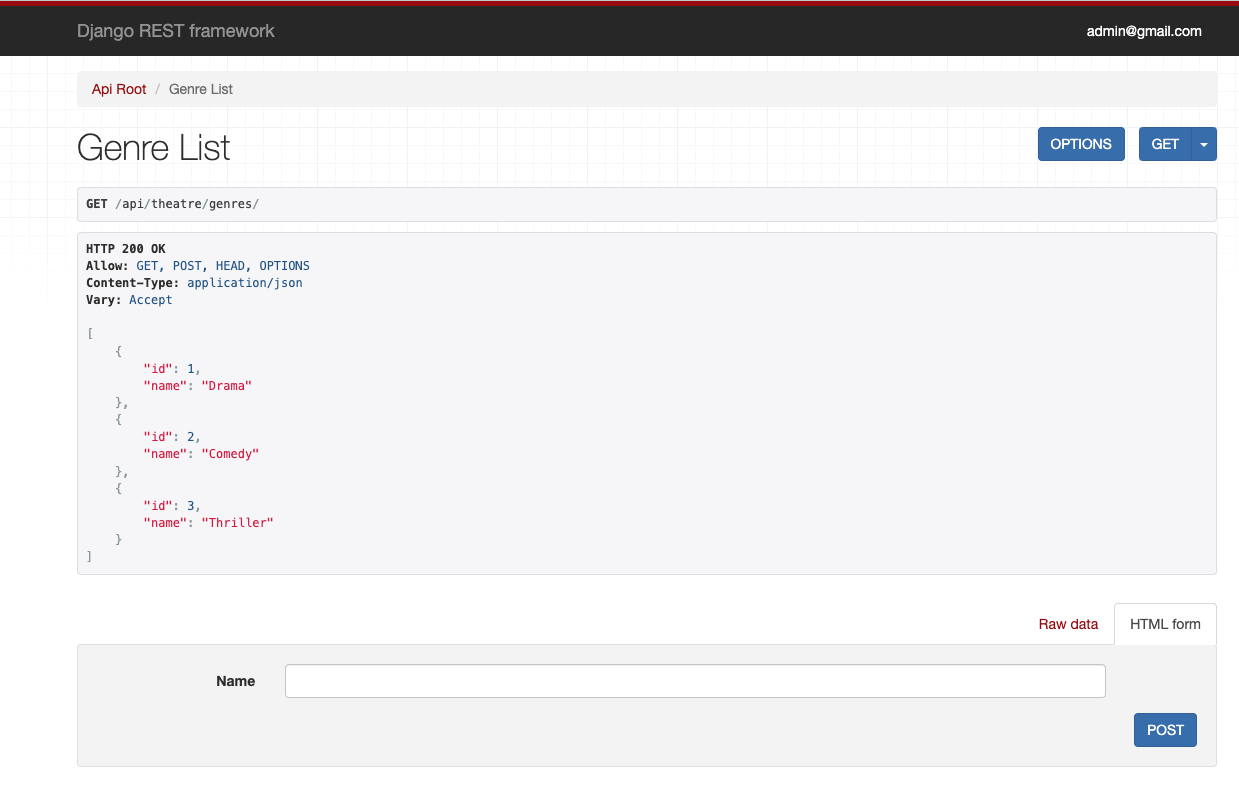 Django REST framework
admin@gmail.com
Api Root / Genre List
Genre List
OPTIONS
GET
GET /api/theatre/genres/
HTTP 200 OK
Allow: GET, POST, HEAD, OPTIONS
Content-Type: application/json
Vary: Accept
[
    {
        "id": 1,
        "name": "Drama"
    },
    {
        "id": 2,
        "name": "Comedy"
    },
    {
        "id": 3,
        "name": "Thriller"
    }
]
Raw data
HTML form
Name
POST